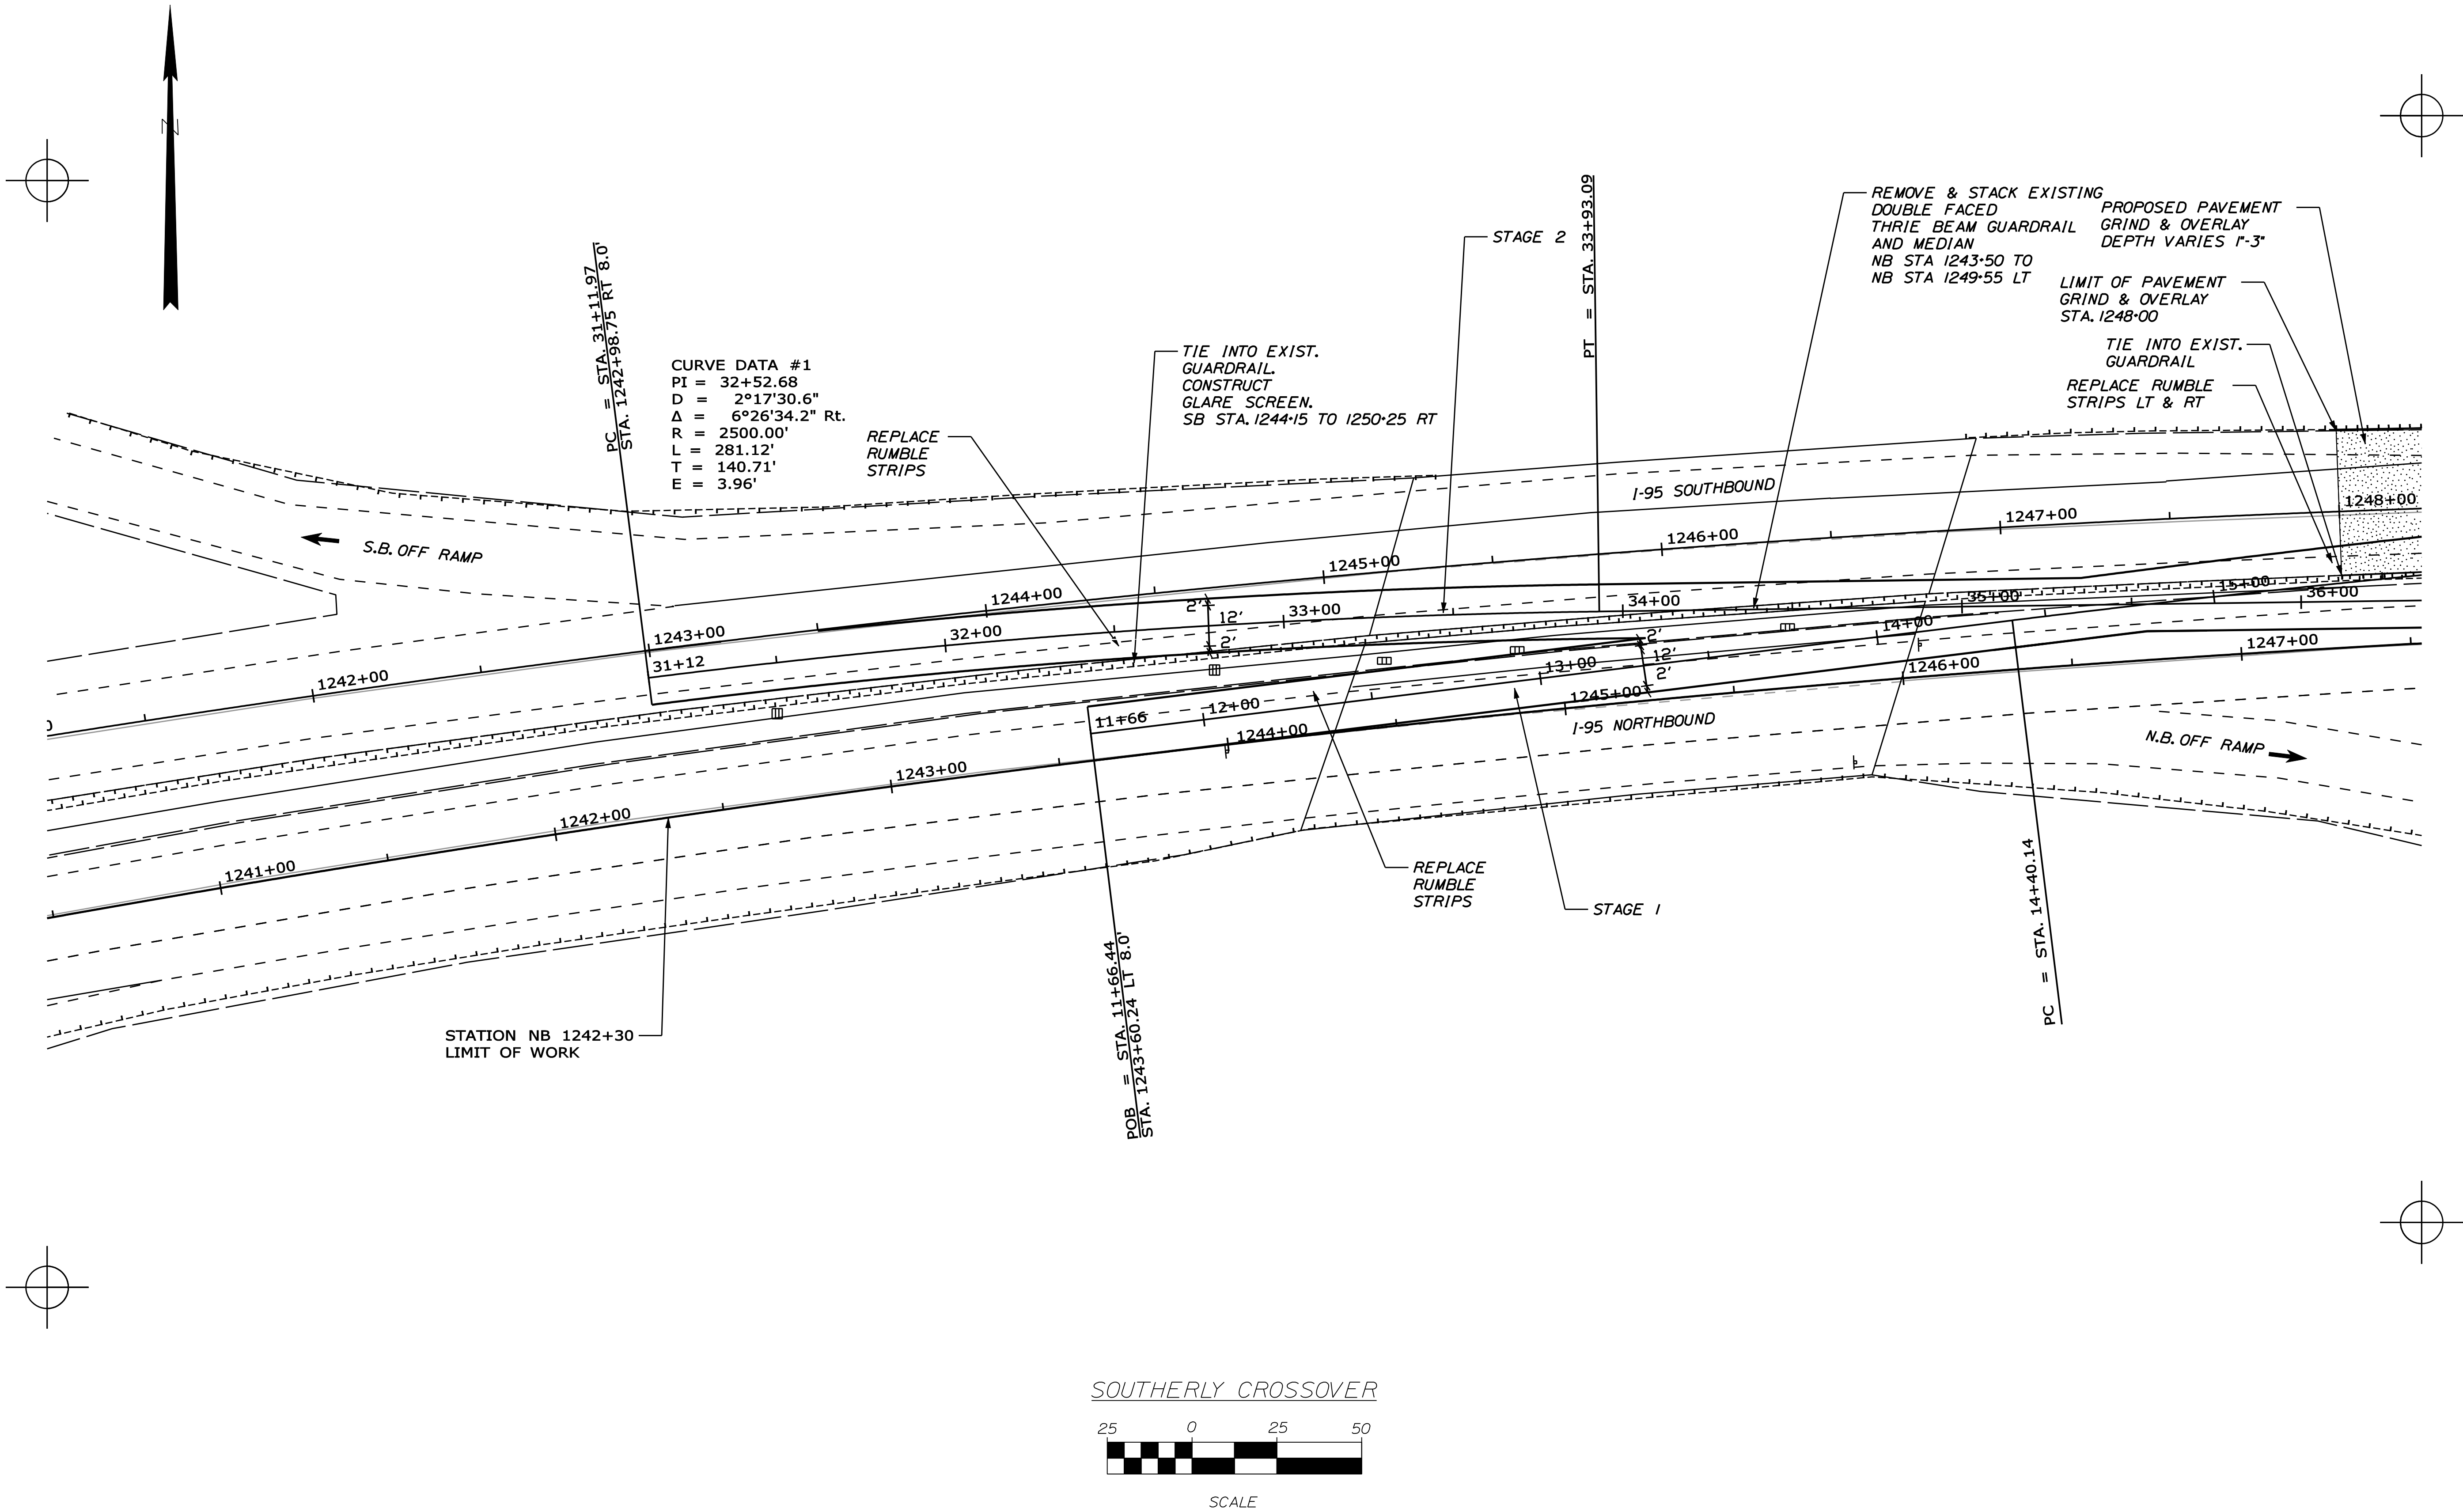 N
PC = STA. 31+11.97
STA. 1242+98.75 RT 8.0'
CURVE DATA #1
PI = 32+52.68
D = 2°17'30.6"
Δ = 6°26'34.2" Rt.
R = 2500.00'
L = 281.12'
T = 140.71'
E = 3.96'
REPLACE
RUMBLE
STRIPS
TIE INTO EXIST.
GUARDRAIL.
CONSTRUCT
GLARE SCREEN.
SB STA. 1244+15 TO 1250+25 RT
STAGE 2
PT = STA. 33+93.09
REMOVE & STACK EXISTING
DOUBLE FACED
THRIE BEAM GUARDRAIL
AND MEDIAN
NB STA 1243+50 TO
NB STA 1249+55 LT
PROPOSED PAVEMENT
GRIND & OVERLAY
DEPTH VARIES 1"-3"
LIMIT OF PAVEMENT
GRIND & OVERLAY
STA. 1248+00
TIE INTO EXIST.
GUARDRAIL
REPLACE RUMBLE
STRIPS LT & RT
I-95 SOUTHBOUND
S.B. OFF RAMP
0
1242+00
1243+00
1244+00
1245+00
1246+00
1247+00
1248+00
31+12
32+00
33+00
34+00
35+00
36+00
2'
12'
2'
11+66
12+00
13+00
14+00
15+00
2'
12'
2'
1241+00
1242+00
1243+00
1244+00
1245+00
1246+00
1247+00
I-95 NORTHBOUND
N.B. OFF RAMP
REPLACE
RUMBLE
STRIPS
STAGE 1
PC = STA. 14+40.14
POB = STA. 11+66.44
STA. 1243+60.24 LT 8.0'
STATION NB 1242+30
LIMIT OF WORK
SOUTHERLY CROSSOVER
25 0 25 50
SCALE